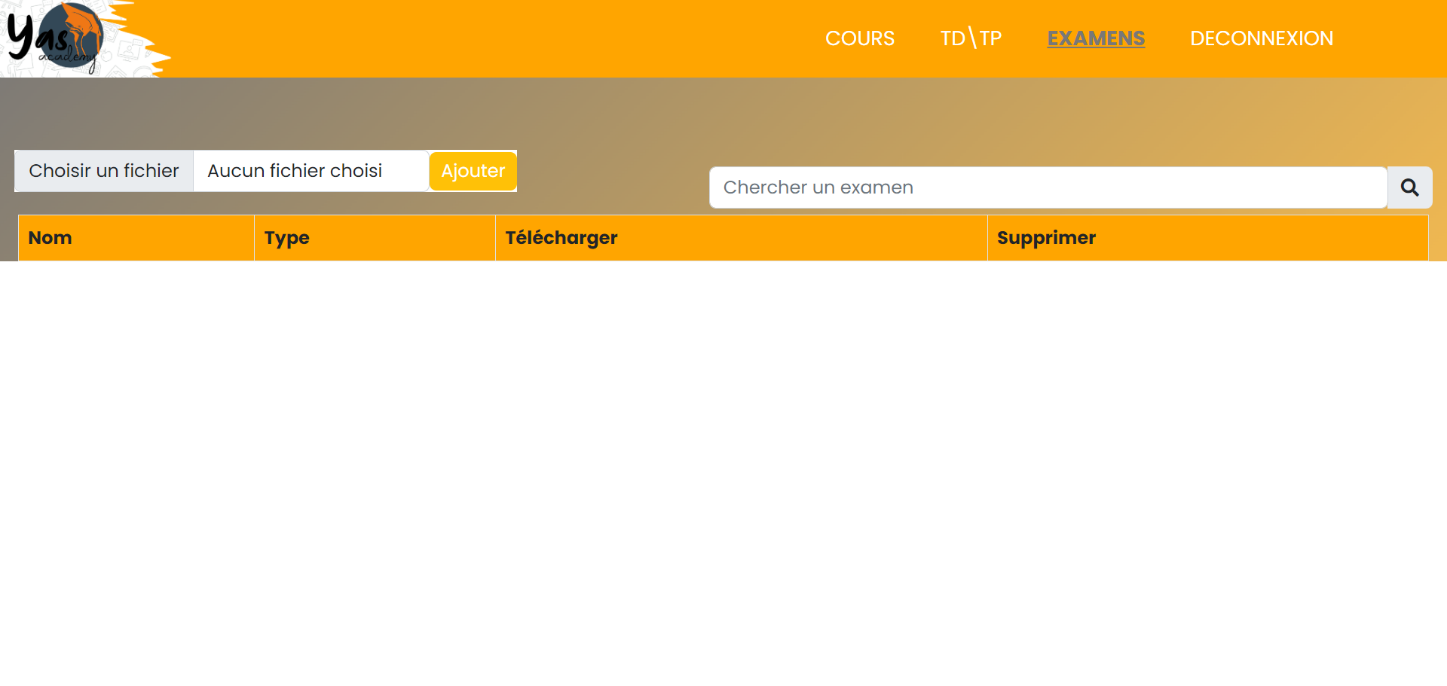 Yas
academy
COURS TD\TP EXAMENS DECONNEXION
Choisir un fichier Aucun fichier choisi Ajouter
Chercher un examen
Nom Type Télécharger Supprimer